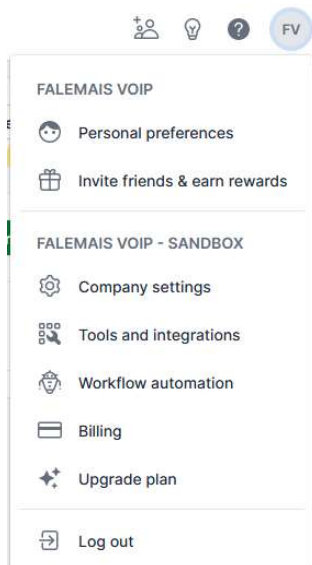 FV
FALEMAIS VOIP
Personal preferences
Invite friends & earn rewards
FALEMAIS VOIP - SANDBOX
Company settings
Tools and integrations
Workflow automation
Billing
Upgrade plan
Log out